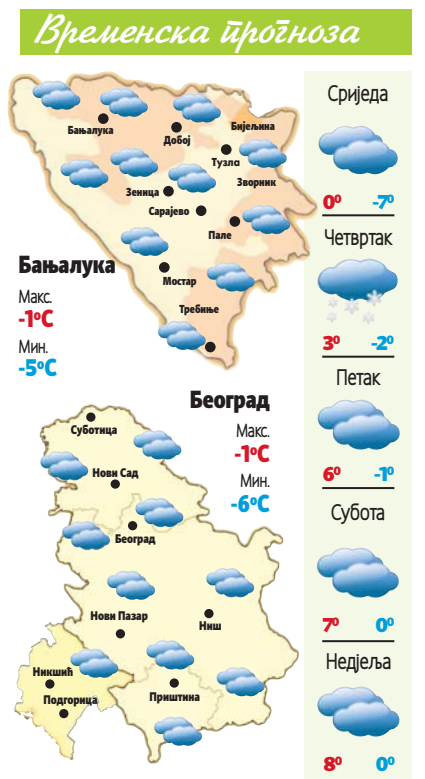 Временска прогноза
Бањалука
Добој
Бијељина
Тузла
Зворник
Зеница
Сарајево
Пале
Мостар
Требиње
Бањалука
Макс.
-1ºC
Мин.
-5ºC
Београд
Макс.
-1ºC
Мин.
-6ºC
Суботица
Нови Сад
Београд
Нови Пазар
Ниш
Никшић
Подгорица
Приштина
Сриједа
0º -7º
Четвртак
3º -2º
Петак
6º -1º
Субота
7º 0º
Недјеља
8º 0º